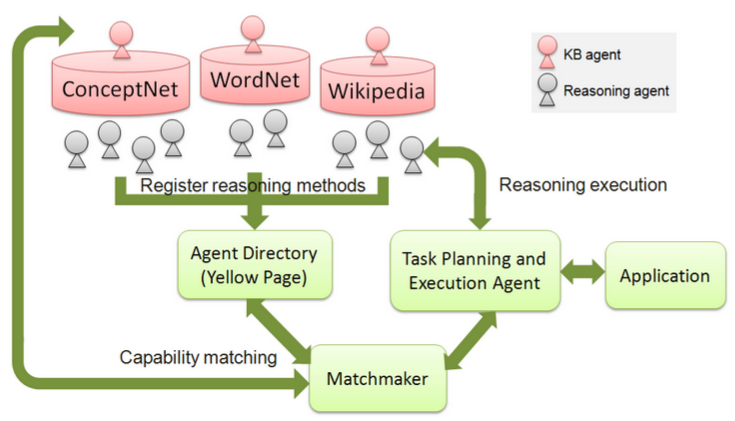 ConceptNet
WordNet
Wikipedia
KB agent
Reasoning agent
Register reasoning methods
Reasoning execution
Agent Directory
(Yellow Page)
Task Planning and
Execution Agent
Application
Capability matching
Matchmaker